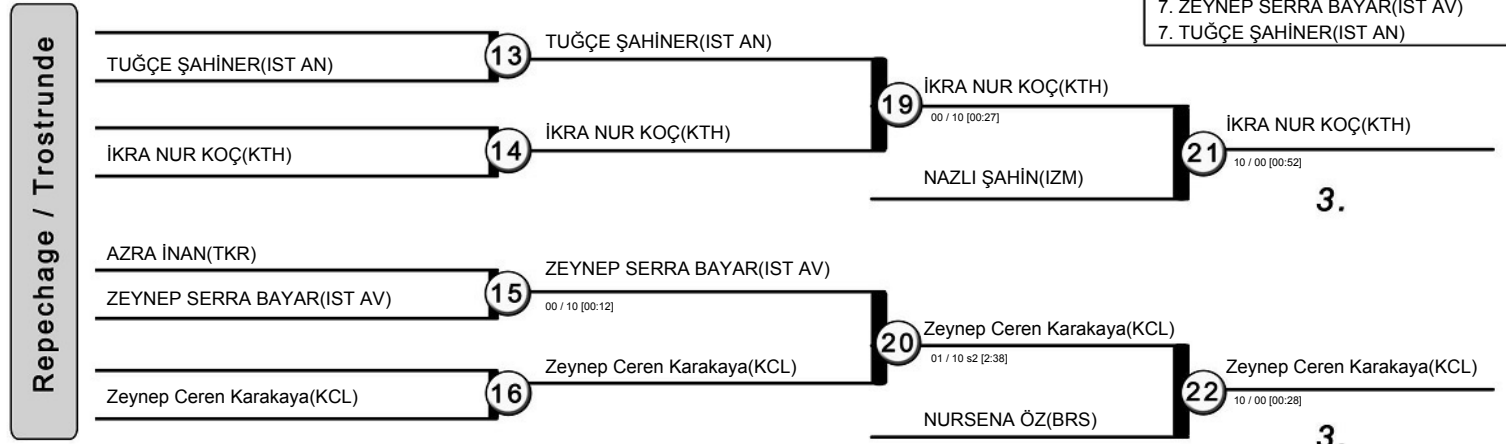 7. ZEYNEP SERRA BAYAR(IST AV)
7. TUĞÇE ŞAHİNER(IST AN)
Repechage / Trostrunde
TUĞÇE ŞAHİNER(IST AN)
13
TUĞÇE ŞAHİNER(IST AN)
İKRA NUR KOÇ(KTH)
14
İKRA NUR KOÇ(KTH)
19
İKRA NUR KOÇ(KTH)
00 / 10 [00:27]
NAZLI ŞAHİN(IZM)
21
İKRA NUR KOÇ(KTH)
10 / 00 [00:52]
3.
AZRA İNAN(TKR)
ZEYNEP SERRA BAYAR(IST AV)
15
ZEYNEP SERRA BAYAR(IST AV)
00 / 10 [00:12]
Zeynep Ceren Karakaya(KCL)
16
Zeynep Ceren Karakaya(KCL)
20
Zeynep Ceren Karakaya(KCL)
01 / 10 s2 [2:38]
NURSENA ÖZ(BRS)
22
Zeynep Ceren Karakaya(KCL)
10 / 00 [00:28]
3.